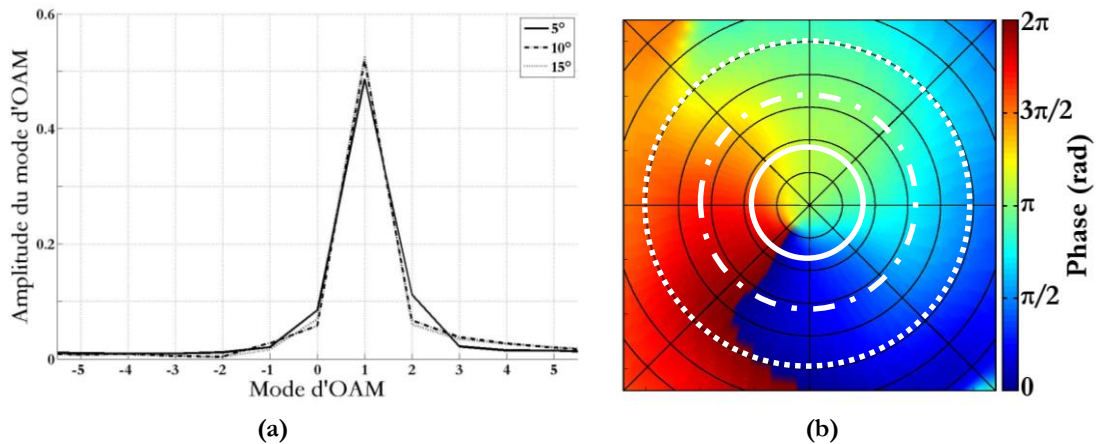 0.6
0.4
0.2
0
Amplitude du mode d'OAM
5°
10°
15°
-5 -4 -3 -2 -1 0 1 2 3 4 5
Mode d'OAM
(a)
2π
3π/2
π
π/2
0
Phase (rad)
(b)